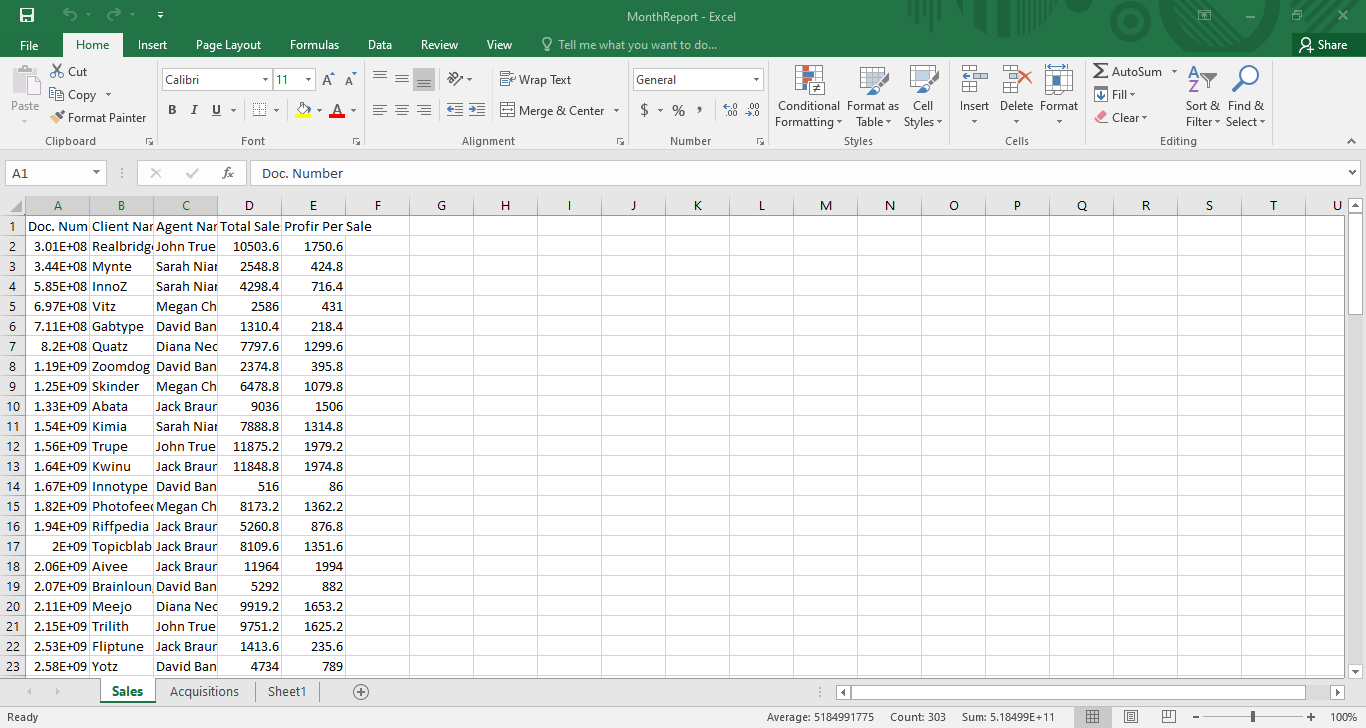 MonthReport - Excel
File Home Insert Page Layout Formulas Data Review View Tell me what you want to do... Share
Paste
Cut
Copy
Format Painter
Clipboard
Calibri 11
B I U A
Font
Wrap Text
Merge & Center
Alignment
General
$ % ,
Number
Conditional Formatting
Format as Table
Cell Styles
Styles
Insert Delete Format
Cells
AutoSum
Fill
Clear
Sort & Filter
Find & Select
Editing
A1 fx Doc. Number
A B C D E F G H I J K L M N O P Q R S T U
1 Doc. Num Client Nar Agent Nar Total Sale Profir Per Sale
2 3.01E+08 Realbridg John True 10503.6 1750.6
3 3.44E+08 Mynte Sarah Niar 2548.8 424.8
4 5.85E+08 InnoZ Sarah Niar 4298.4 716.4
5 6.97E+08 Vitz Megan Ch 2586 431
6 7.11E+08 Gabtype David Ban 1310.4 218.4
7 8.2E+08 Quatz Diana Nec 7797.6 1299.6
8 1.19E+09 Zoomdog David Ban 2374.8 395.8
9 1.25E+09 Skinder Megan Ch 6478.8 1079.8
10 1.33E+09 Abata Jack Braur 9036 1506
11 1.54E+09 Kimia Sarah Niar 7888.8 1314.8
12 1.56E+09 Trupe John True 11875.2 1979.2
13 1.64E+09 Kwinu Jack Braur 11848.8 1974.8
14 1.67E+09 Innotype David Ban 516 86
15 1.82E+09 Photofeed Megan Ch 8173.2 1362.2
16 1.94E+09 Riffpedia Jack Braur 5260.8 876.8
17 2E+09 Topicblab Jack Braur 8109.6 1351.6
18 2.06E+09 Aivee Jack Braur 11964 1994
19 2.07E+09 Brainloun David Ban 5292 882
20 2.11E+09 Meejo Diana Nec 9919.2 1653.2
21 2.15E+09 Trilith John True 9751.2 1625.2
22 2.53E+09 Fliptune Jack Braur 1413.6 235.6
23 2.58E+09 Yotz David Ban 4734 789
Sales Acquisitions Sheet1
Ready Average: 5184991775 Count: 303 Sum: 5.18499E+11 100%